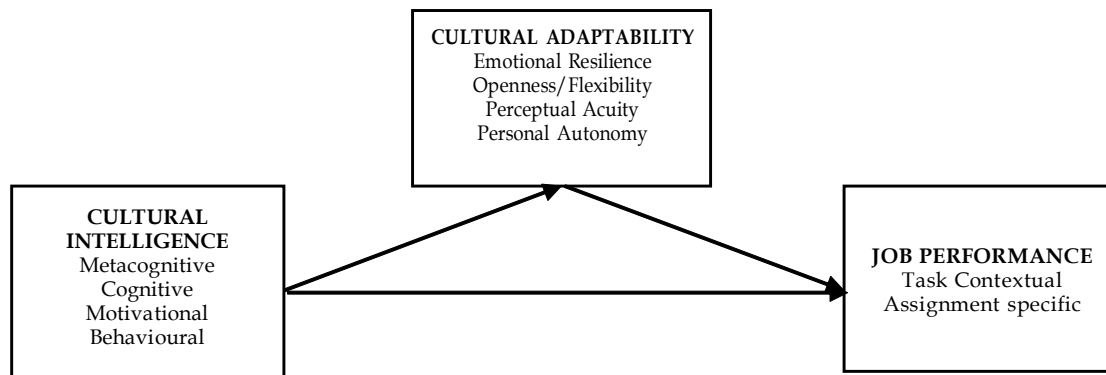 CULTURAL ADAPTABILITY
Emotional Resilience
Openness/Flexibility
Perceptual Acuity
Personal Autonomy
CULTURAL
INTELLIGENCE
Metacognitive
Cognitive
Motivational
Behavioural
JOB PERFORMANCE
Task Contextual
Assignment specific